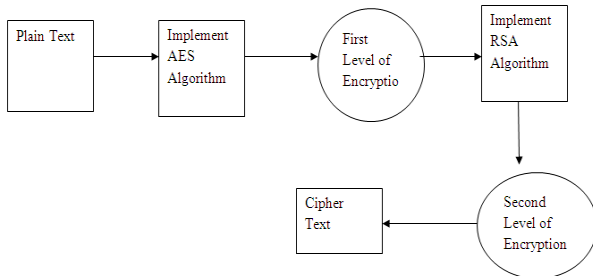 Plain Text
Implement
AES
Algorithm
First
Level of
Encryptio
Implement
RSA
Algorithm
Second
Level of
Encryption
Cipher
Text